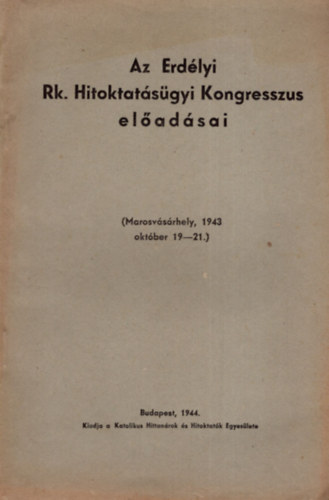 Az Erdélyi
Rk. Hitoktatásügyi Kongresszus
előadásai
(Marosvásárhely, 1943
október 19—21.)
Budapest, 1944.
Kiadja a Katolikus Hittanárok és Hitoktatók Egyesülete